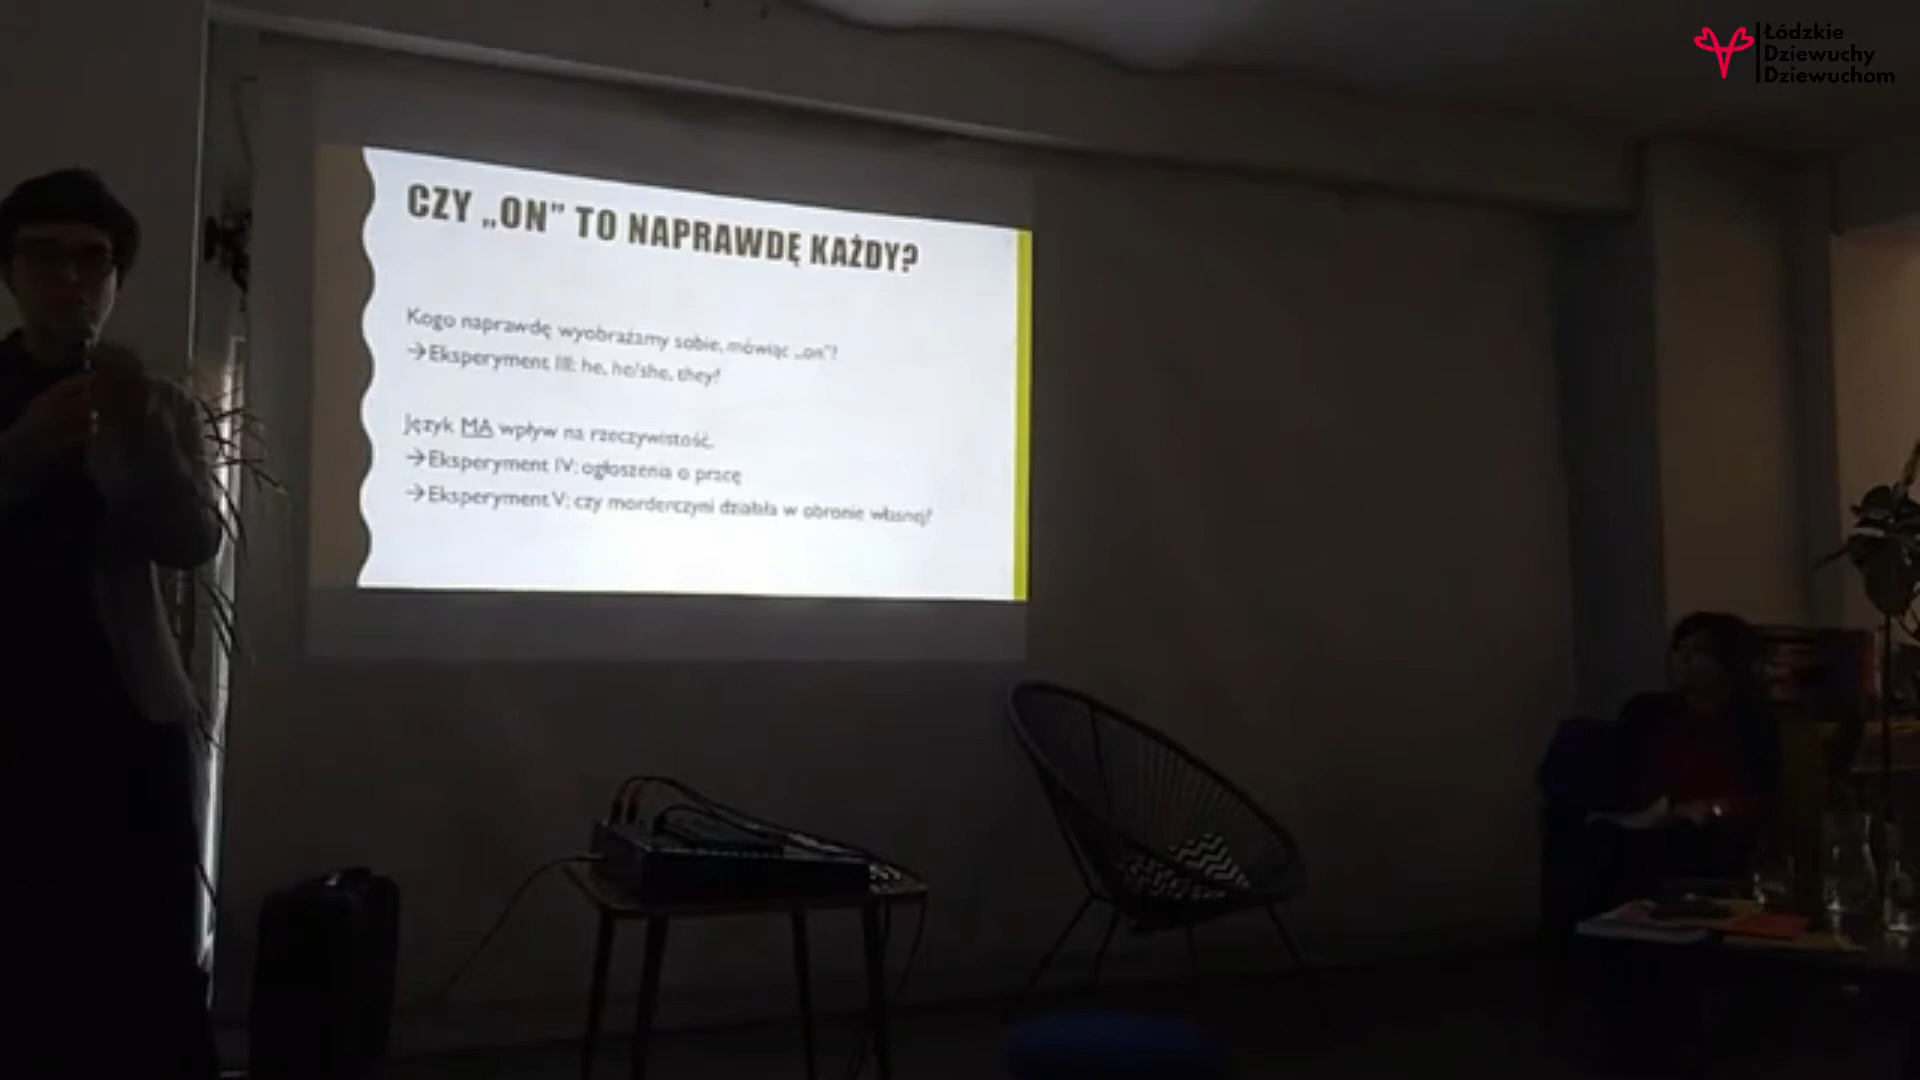 Łódzkie
Dziewuchy
Dziewuchom
CZY „ON” TO NAPRAWDĘ KAŻDY?
Kogo naprawdę wyobrażamy sobie, mówiąc „on”?
→Eksperyment III: he, he/she, they?
Język MA wpływ na rzeczywistość.
→Eksperyment IV: ogłoszenia o pracę
→Eksperyment V: czy morderczyni działała w obronie własnej?